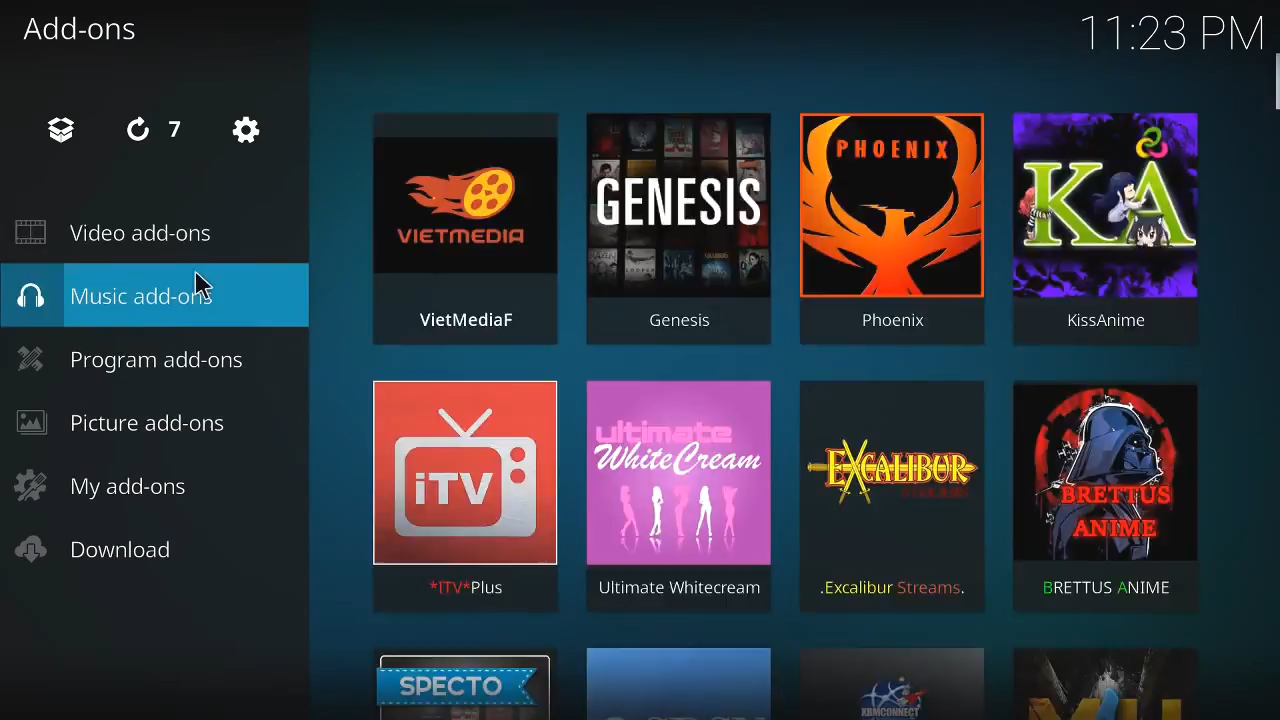 Add-ons
11:23 PM
7
Video add-ons
Music add-ons
Program add-ons
Picture add-ons
My add-ons
Download
VIETMEDIA
VietMediaF
GENESIS
Genesis
PHOENIX
Phoenix
KA
KissAnime
iTV
*ITV*Plus
ultimate
WhiteCream
Ultimate Whitecream
EXCALIBUR
.Excalibur Streams.
BRETTUS
ANIME
BRETTUS ANIME
SPECTO
XBMCONNECT